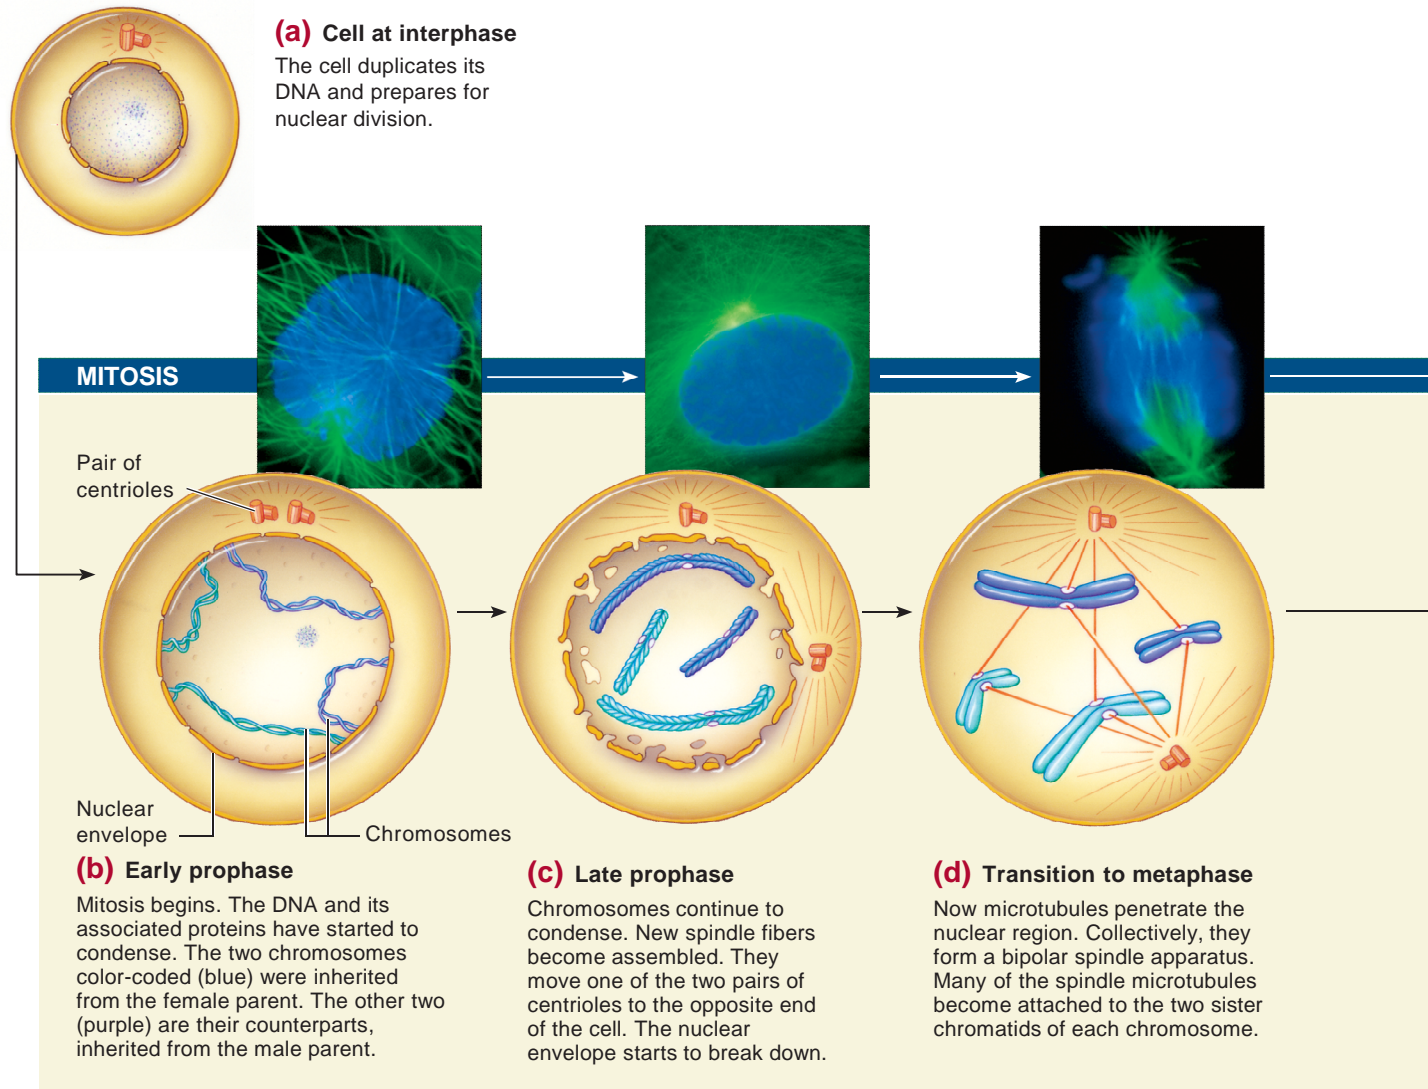 (a) Cell at interphase
The cell duplicates its
DNA and prepares for
nuclear division.
MITOSIS
Pair of
centrioles
Nuclear
envelope
Chromosomes
(b) Early prophase
Mitosis begins. The DNA and its
associated proteins have started to
condense. The two chromosomes
color-coded (blue) were inherited
from the female parent. The other two
(purple) are their counterparts,
inherited from the male parent.
(c) Late prophase
Chromosomes continue to
condense. New spindle fibers
become assembled. They
move one of the two pairs of
centrioles to the opposite end
of the cell. The nuclear
envelope starts to break down.
(d) Transition to metaphase
Now microtubules penetrate the
nuclear region. Collectively, they
form a bipolar spindle apparatus.
Many of the spindle microtubules
become attached to the two sister
chromatids of each chromosome.